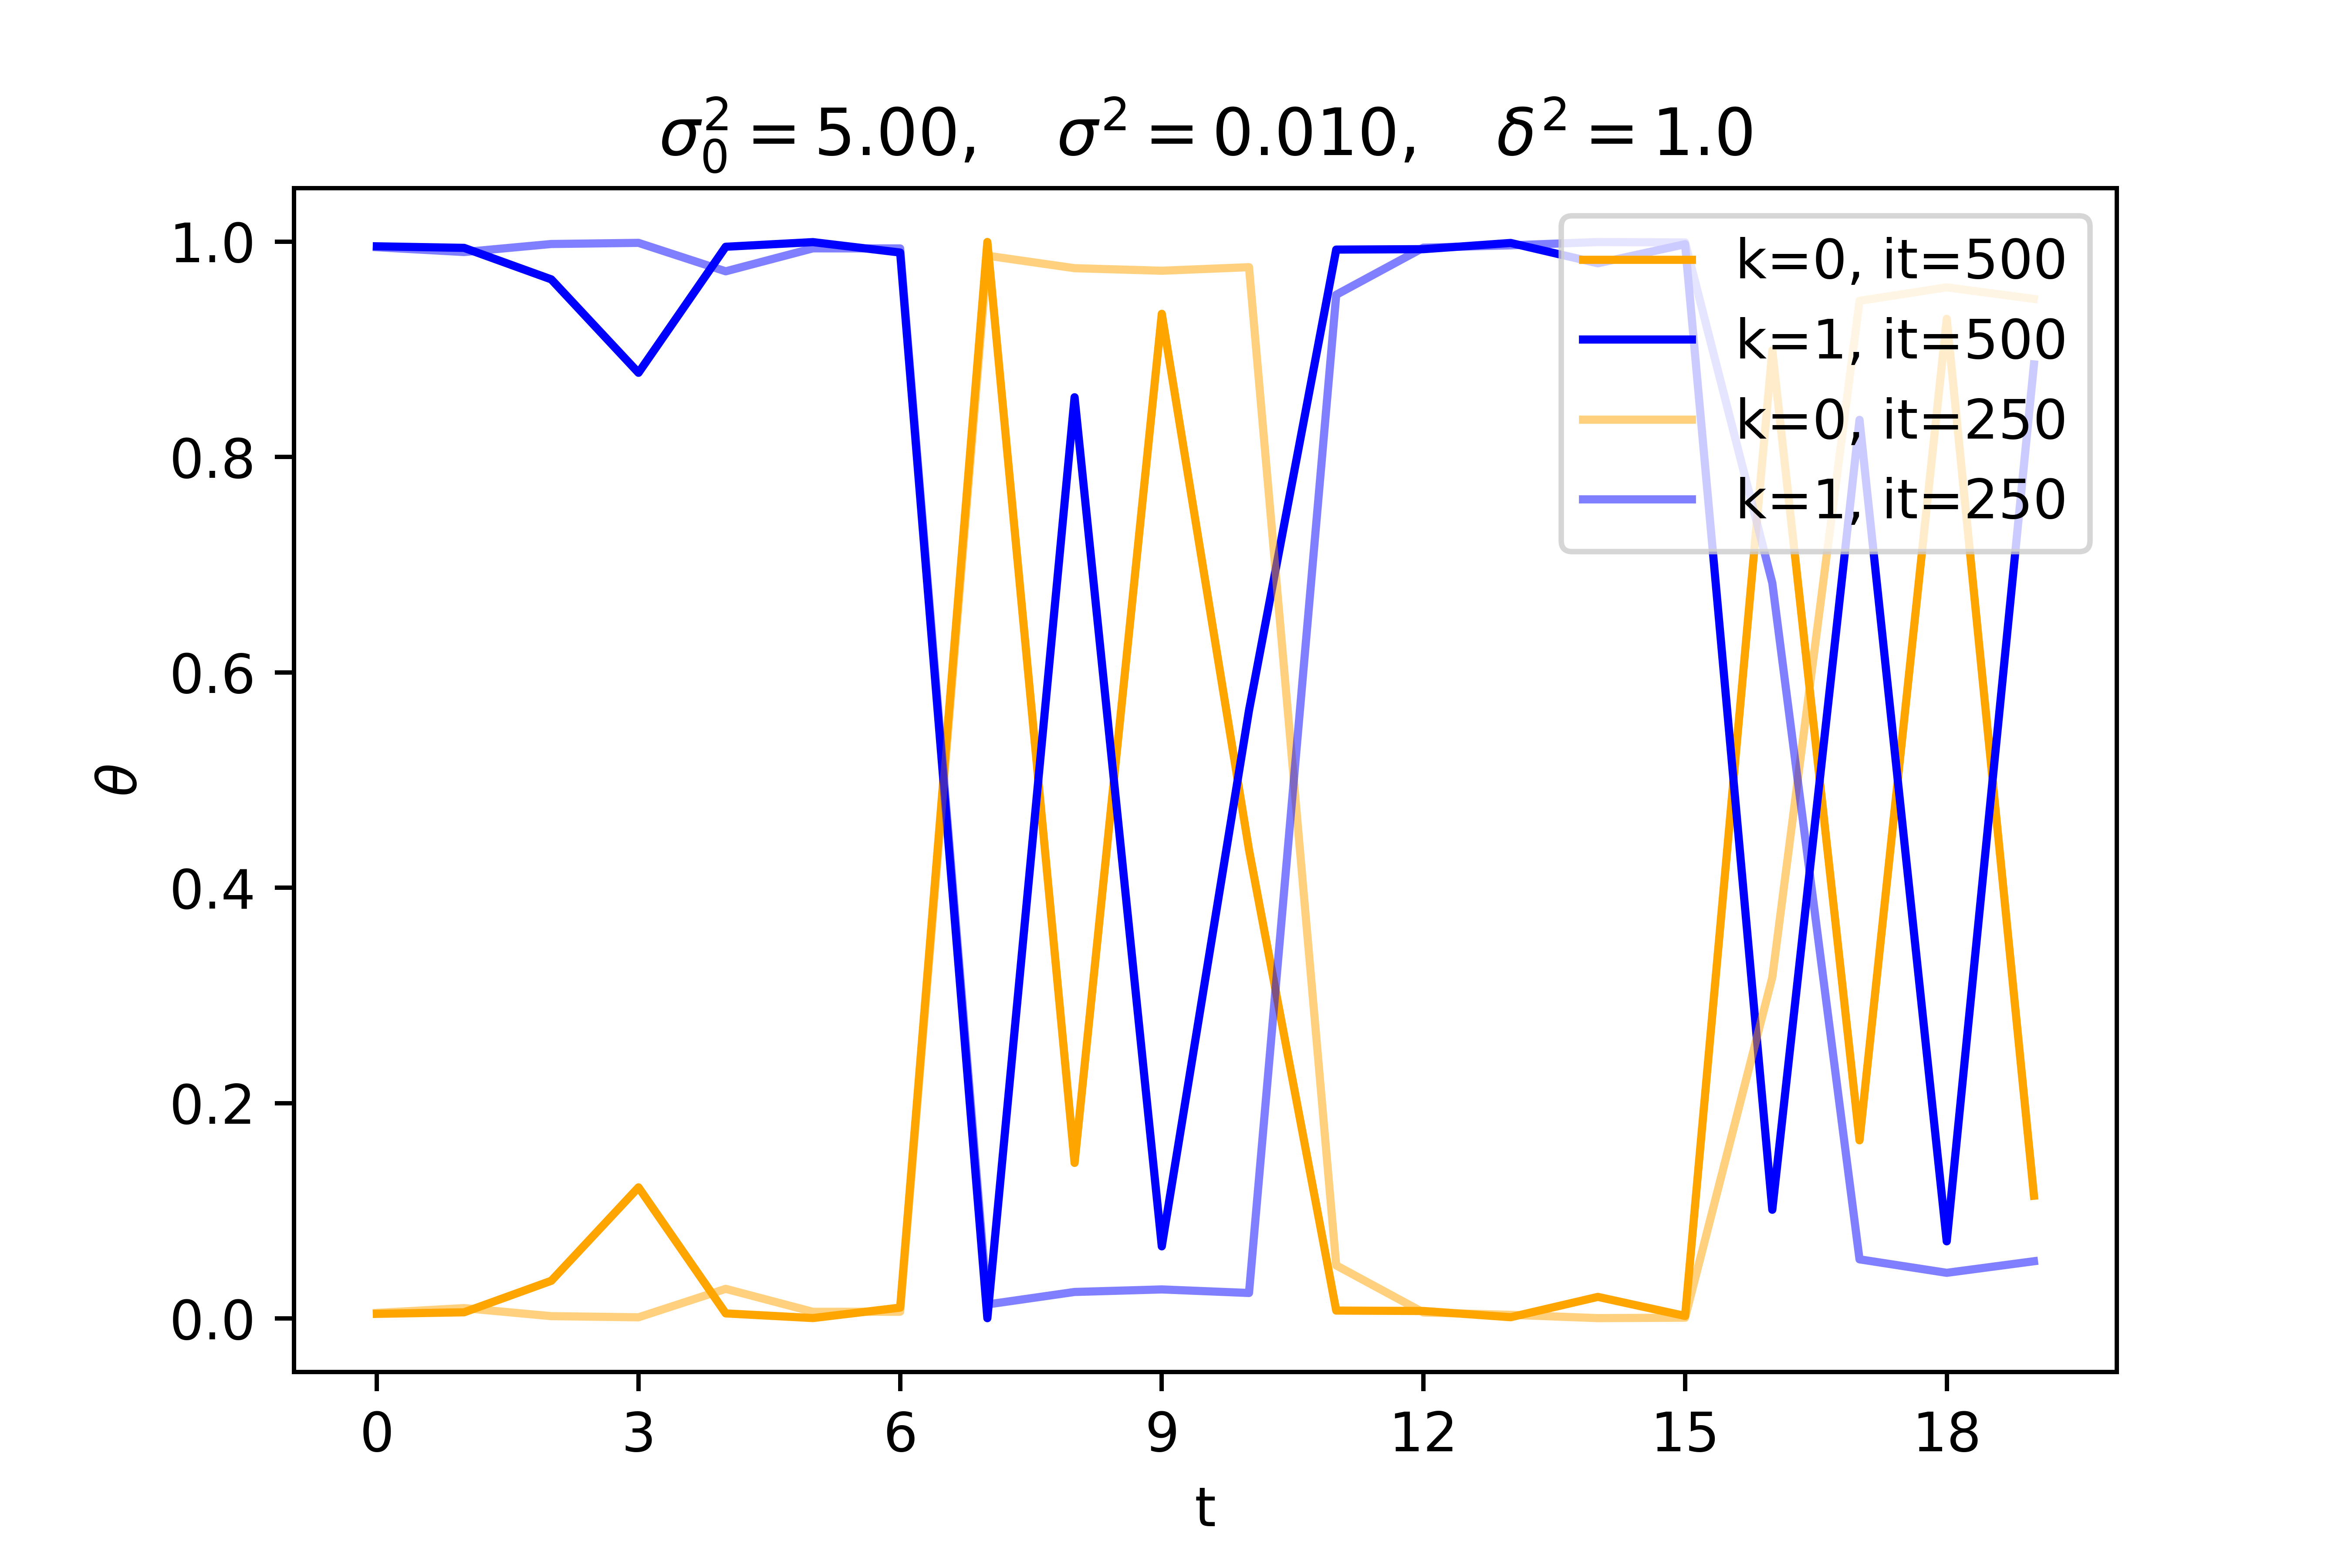 σ₀² = 5.00, σ² = 0.010, δ² = 1.0
k=0, it=500
k=1, it=500
k=0, it=250
k=1, it=250
1.0
0.8
0.6
0.4
0.2
0.0
θ
0 3 6 9 12 15 18
t